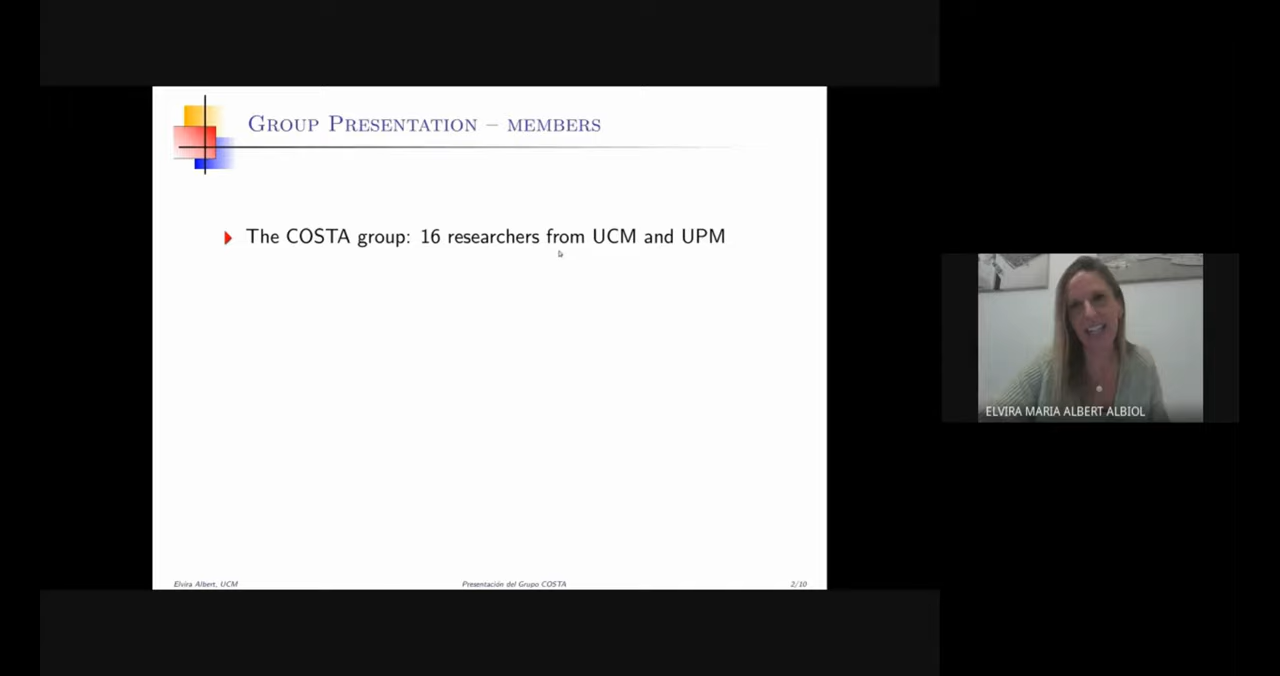 GROUP PRESENTATION – MEMBERS
The COSTA group: 16 researchers from UCM and UPM
ELVIRA MARIA ALBERT ALBIOL
Elvira Albert, UCM
Presentación del Grupo COSTA
2/10